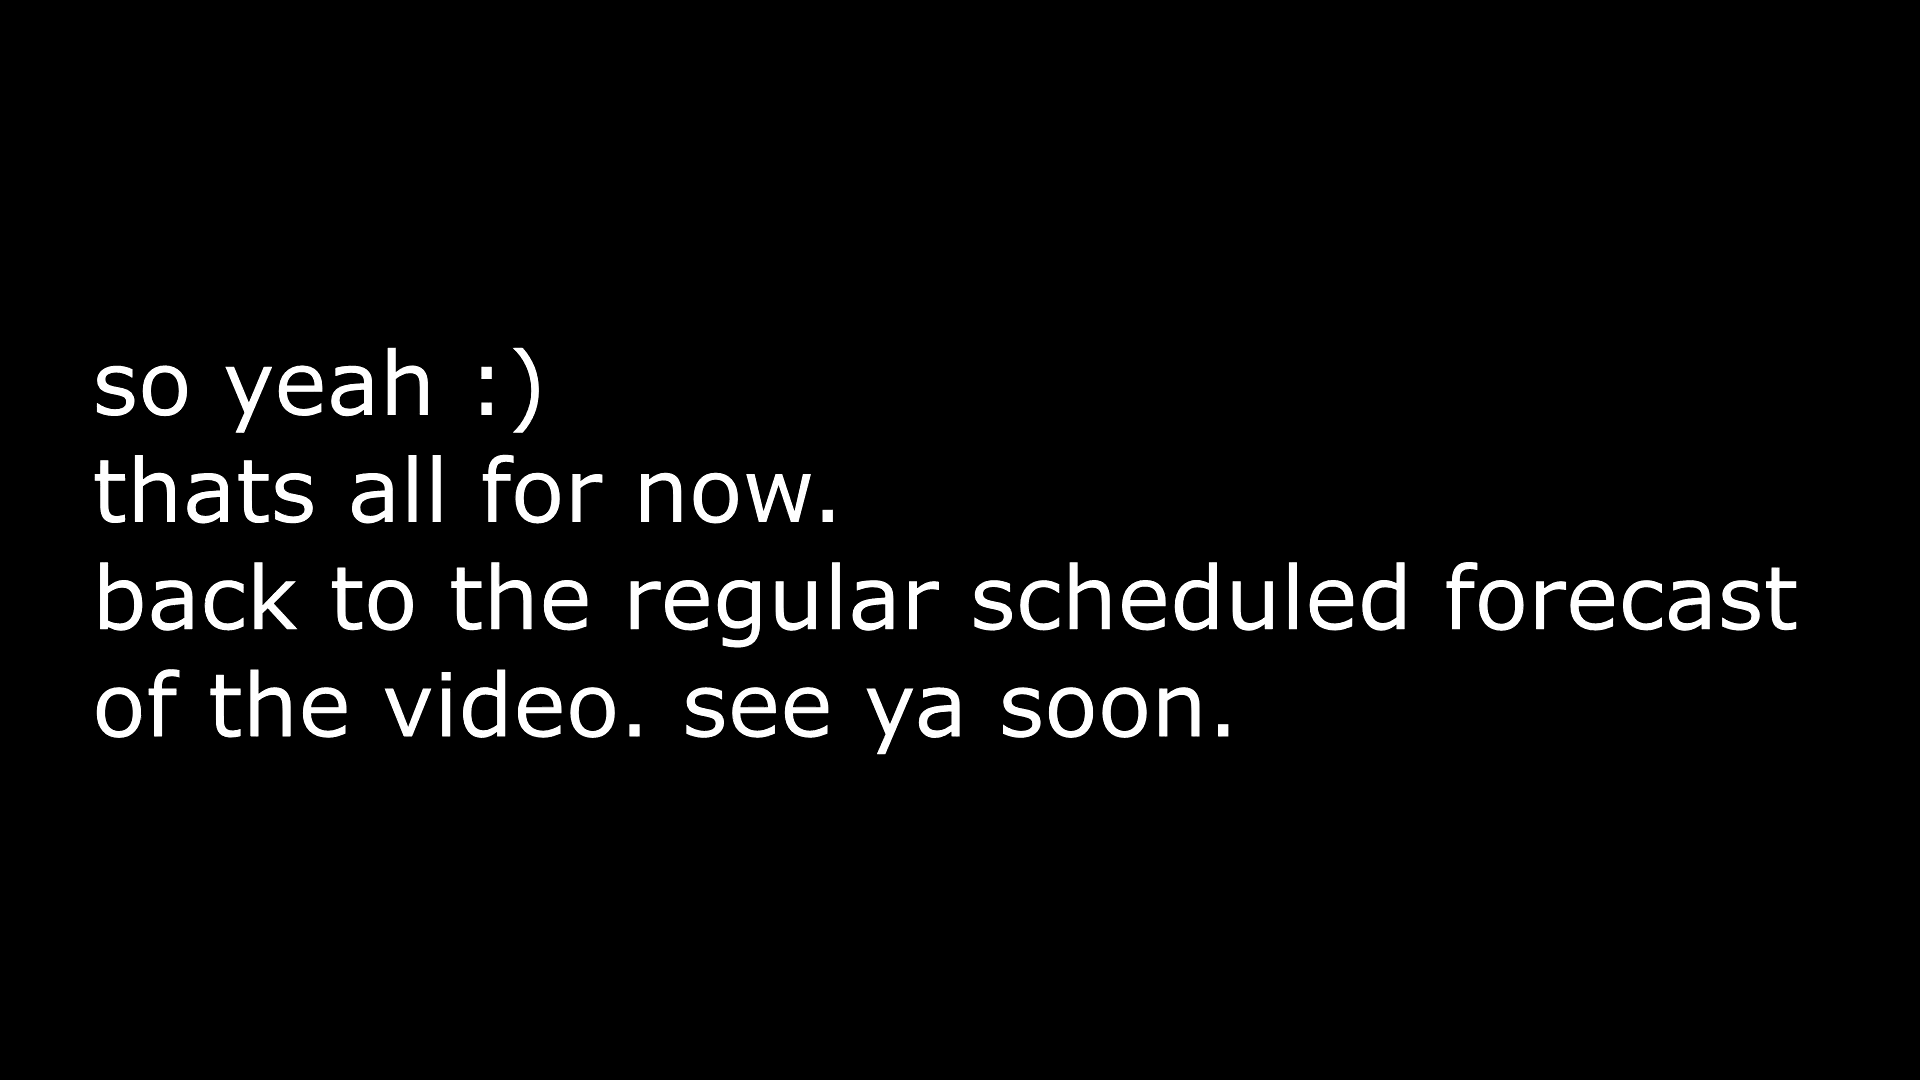 so yeah :)
thats all for now.
back to the regular scheduled forecast
of the video. see ya soon.